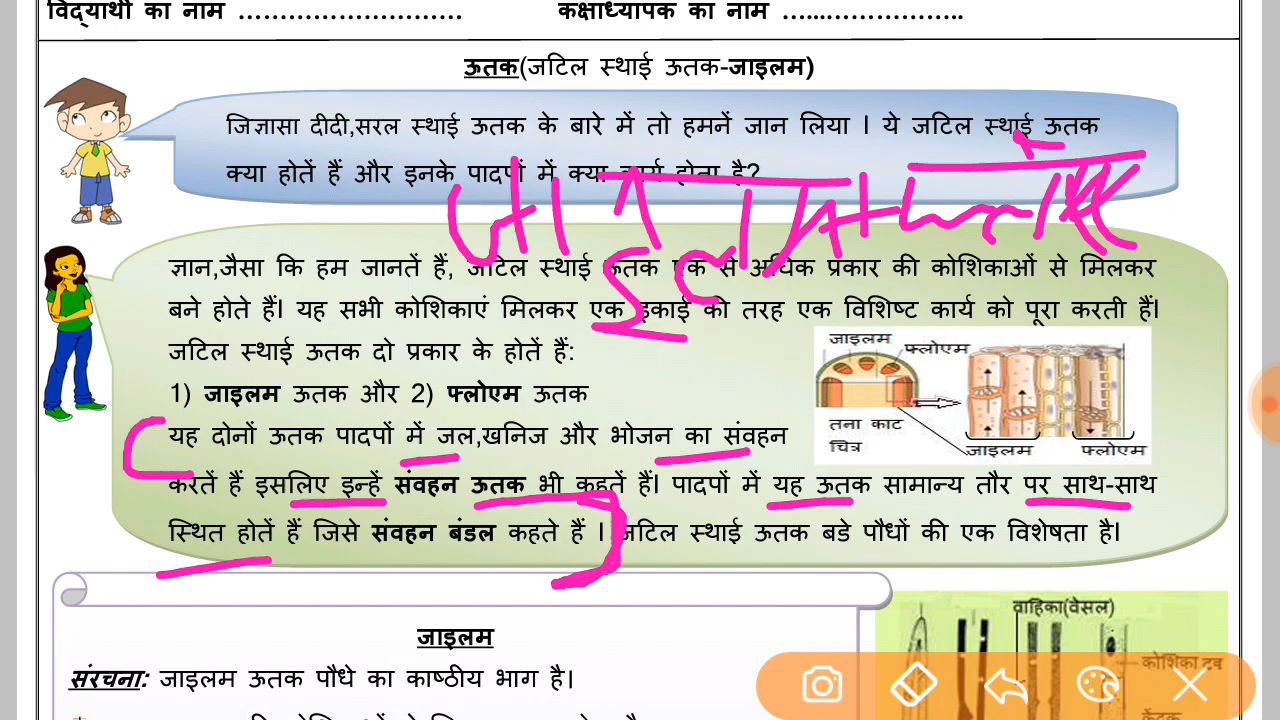 विद्यार्थी का नाम ……………………… कक्षाध्यापक का नाम …...……………..
ऊतक(जटिल स्थाई ऊतक-जाइलम)
जिज्ञासा दीदी,सरल स्थाई ऊतक के बारे में तो हमनें जान लिया । ये जटिल स्थाई ऊतक
क्या होतें हैं और इनके पादपों में क्या कार्य होता है?
ज्ञान,जैसा कि हम जानतें हैं, जटिल स्थाई ऊतक एक से अधिक प्रकार की कोशिकाओं से मिलकर
बने होते हैं। यह सभी कोशिकाएं मिलकर एक इकाई की तरह एक विशिष्ट कार्य को पूरा करती हैं।
जटिल स्थाई ऊतक दो प्रकार के होतें हैं:
1) जाइलम ऊतक और 2) फ्लोएम ऊतक
यह दोनों ऊतक पादपों में जल,खनिज और भोजन का संवहन
करतें हैं इसलिए इन्हें संवहन ऊतक भी कहतें हैं। पादपों में यह ऊतक सामान्य तौर पर साथ-साथ
स्थित होतें हैं जिसे संवहन बंडल कहते हैं । जटिल स्थाई ऊतक बडे पौधों की एक विशेषता है।
जाइलम
फ्लोएम
तना काट
चित्र
जाइलम फ्लोएम
जाइलम
संरचना: जाइलम ऊतक पौधे का काष्ठीय भाग है।
वाहिका(वेसल)
कोशिका द्रव